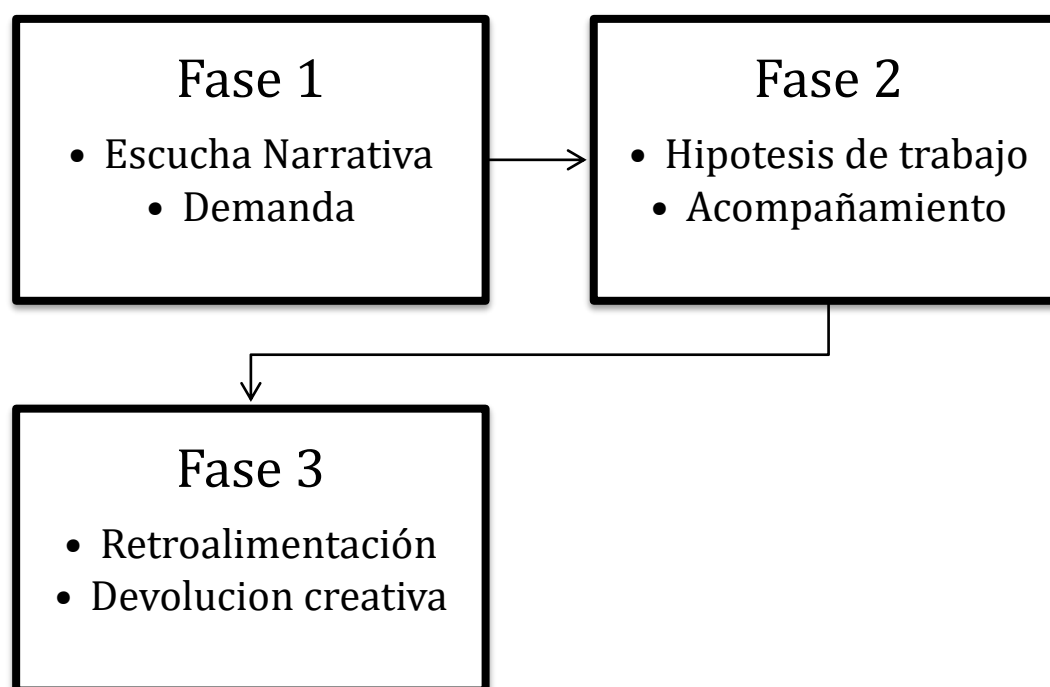 Fase 1
• Escucha Narrativa
• Demanda
Fase 2
• Hipotesis de trabajo
• Acompañamiento
Fase 3
• Retroalimentación
• Devolucion creativa